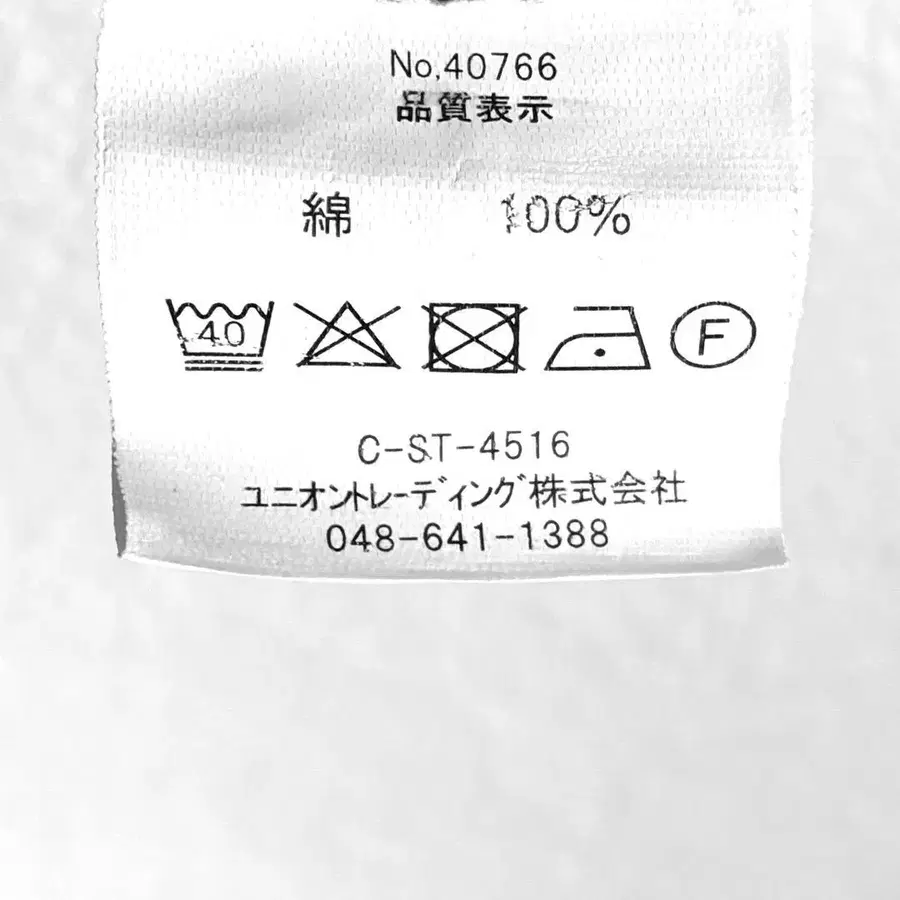 No.40766
品質表示
綿 100%
40 F
C-ST-4516
ユニオントレーディング株式会社
048-641-1388